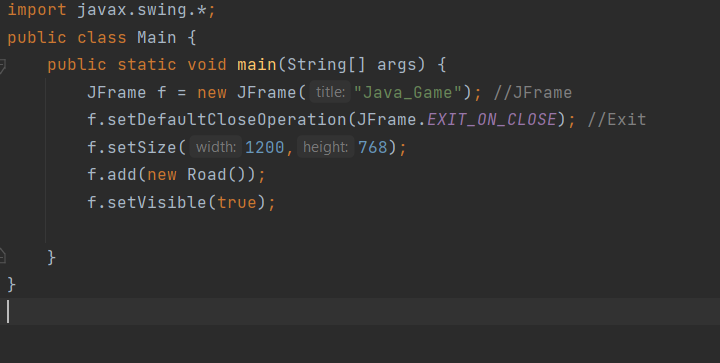 import javax.swing.*;
public class Main {
public static void main(String[] args) {
JFrame f = new JFrame( title: "Java_Game"); //JFrame
f.setDefaultCloseOperation(JFrame.EXIT_ON_CLOSE); //Exit
f.setSize( width: 1200, height: 768);
f.add(new Road());
f.setVisible(true);
}
}